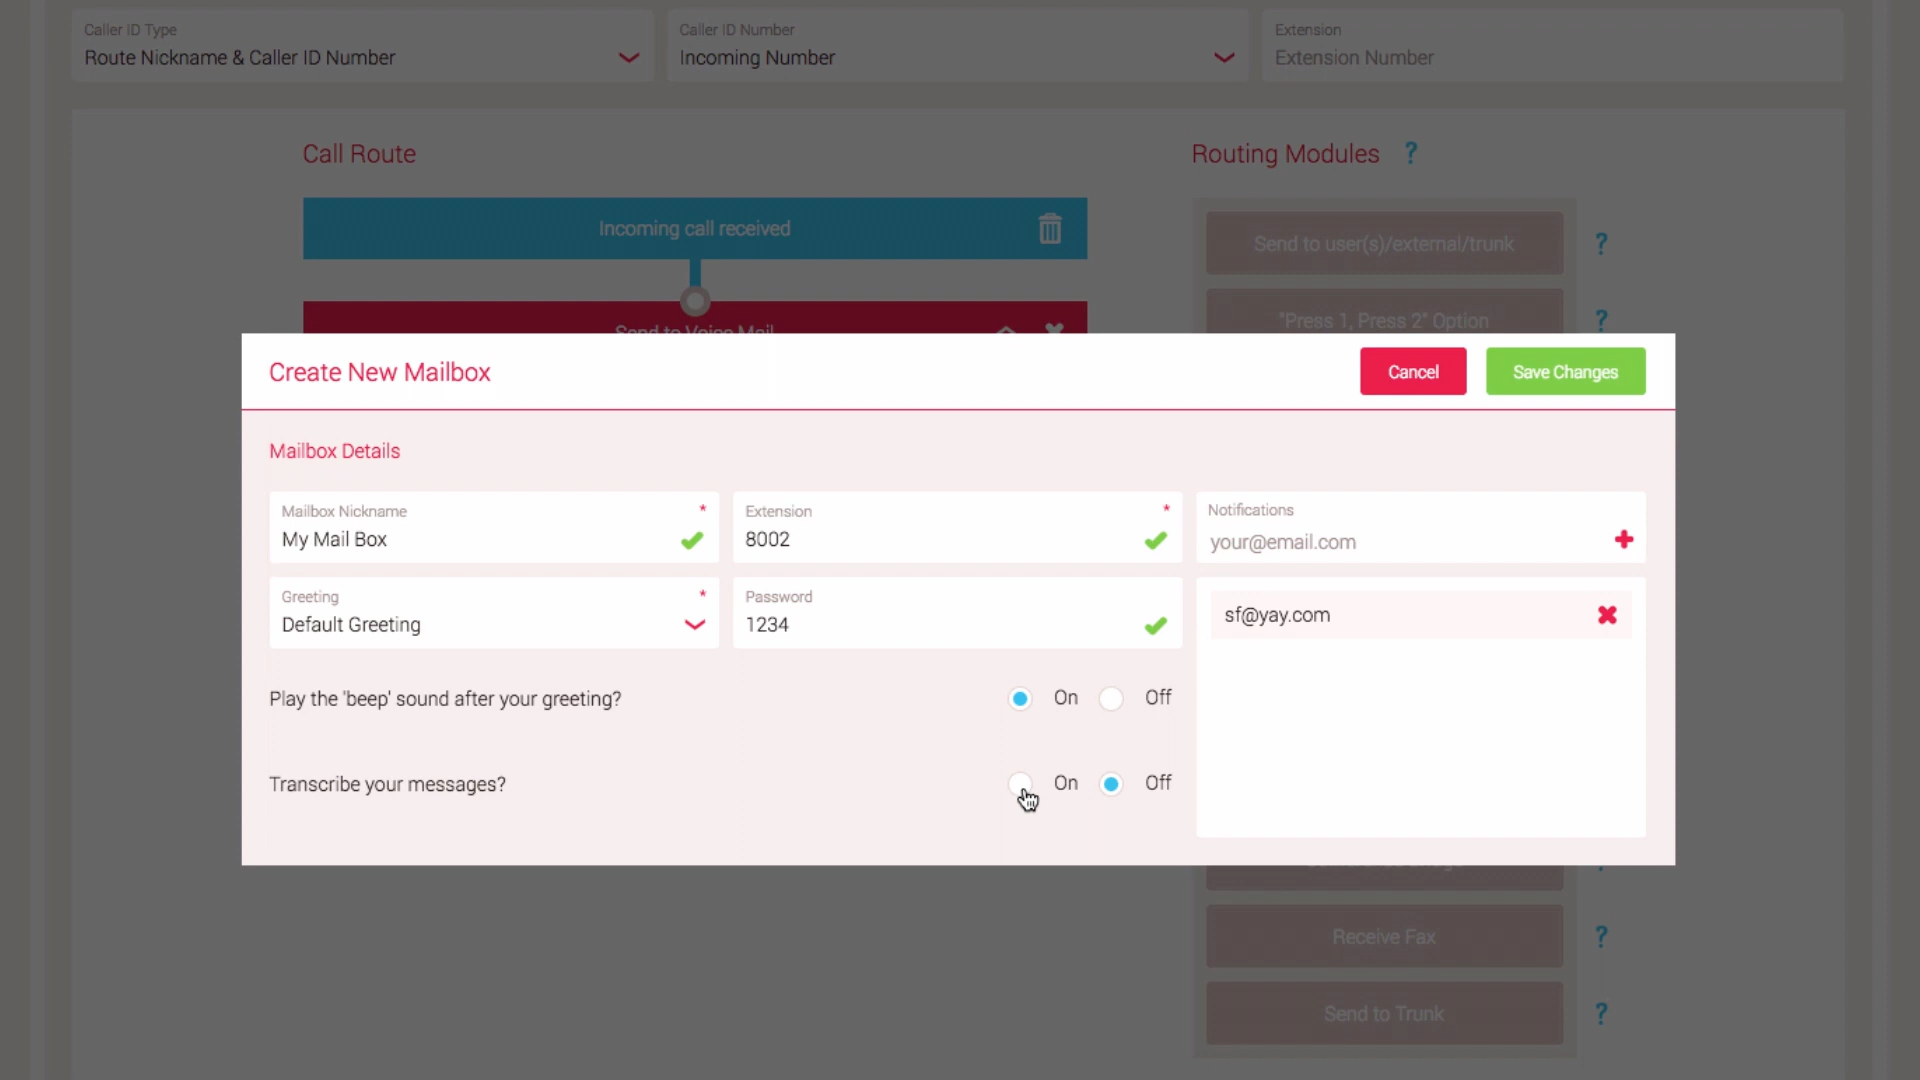 Caller ID Type
Route Nickname & Caller ID Number
Caller ID Number
Incoming Number
Extension
Extension Number
Call Route
Routing Modules ?
Incoming call received
Send to user(s)/external/trunk ?
Send to Voice Mail
"Press 1, Press 2" Option ?
Create New Mailbox
Cancel
Save Changes
Mailbox Details
Mailbox Nickname *
My Mail Box
Extension *
8002
Notifications
your@email.com
Greeting *
Default Greeting
Password
1234
sf@yay.com
Play the 'beep' sound after your greeting? On Off
Transcribe your messages? On Off
Receive Fax ?
Send to Trunk ?